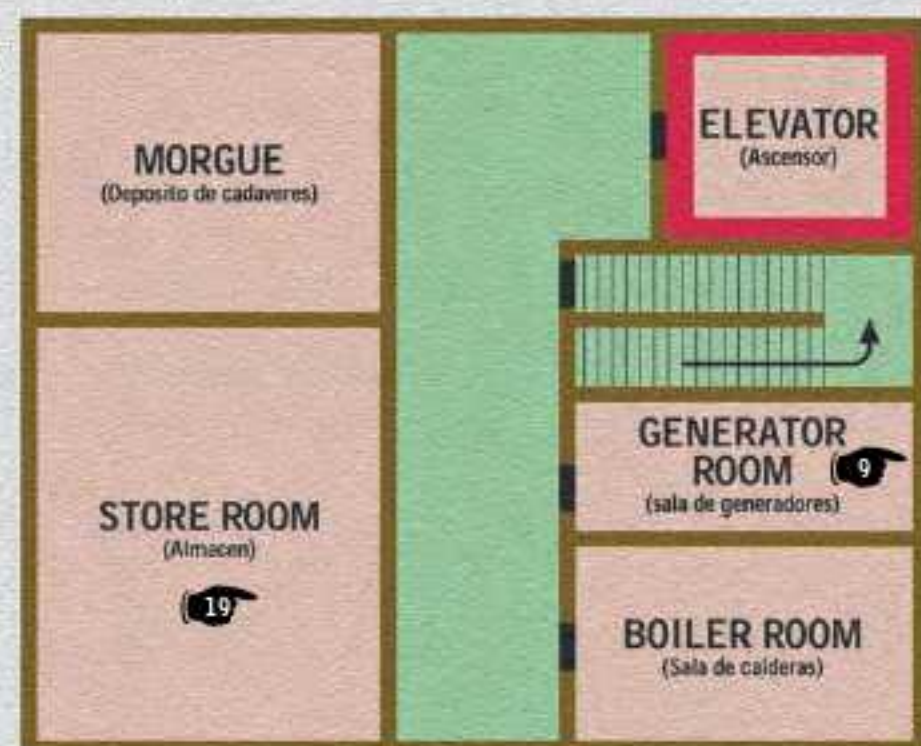 MORGUE
(Deposito de cadaveres)
ELEVATOR
(Ascensor)
GENERATOR
ROOM
(sala de generadores)
9
STORE ROOM
(Almacen)
19
BOILER ROOM
(Sala de calderas)